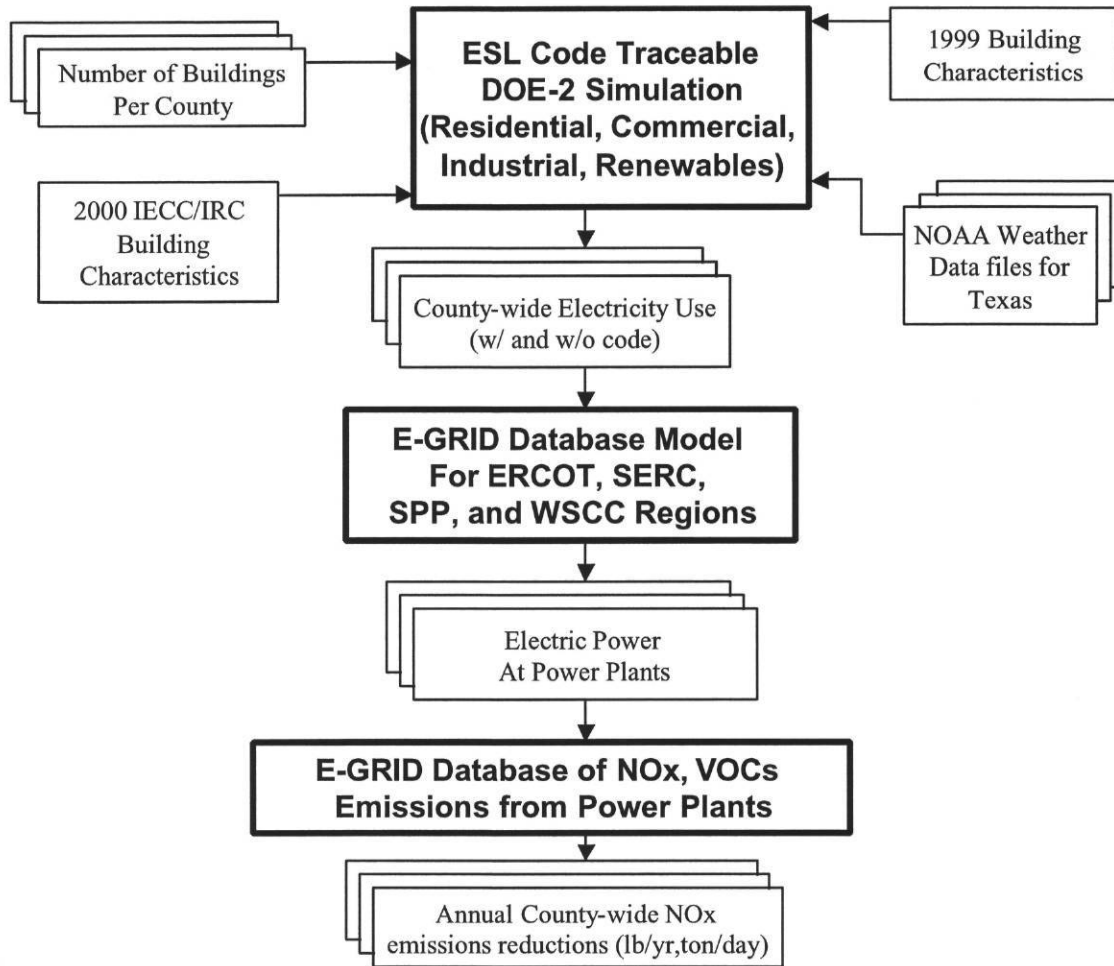 Number of Buildings
Per County
ESL Code Traceable
DOE-2 Simulation
(Residential, Commercial,
Industrial, Renewables)
1999 Building
Characteristics
2000 IECC/IRC
Building
Characteristics
NOAA Weather
Data files for
Texas
County-wide Electricity Use
(w/ and w/o code)
E-GRID Database Model
For ERCOT, SERC,
SPP, and WSCC Regions
Electric Power
At Power Plants
E-GRID Database of NOx, VOCs
Emissions from Power Plants
Annual County-wide NOx
emissions reductions (lb/yr,ton/day)